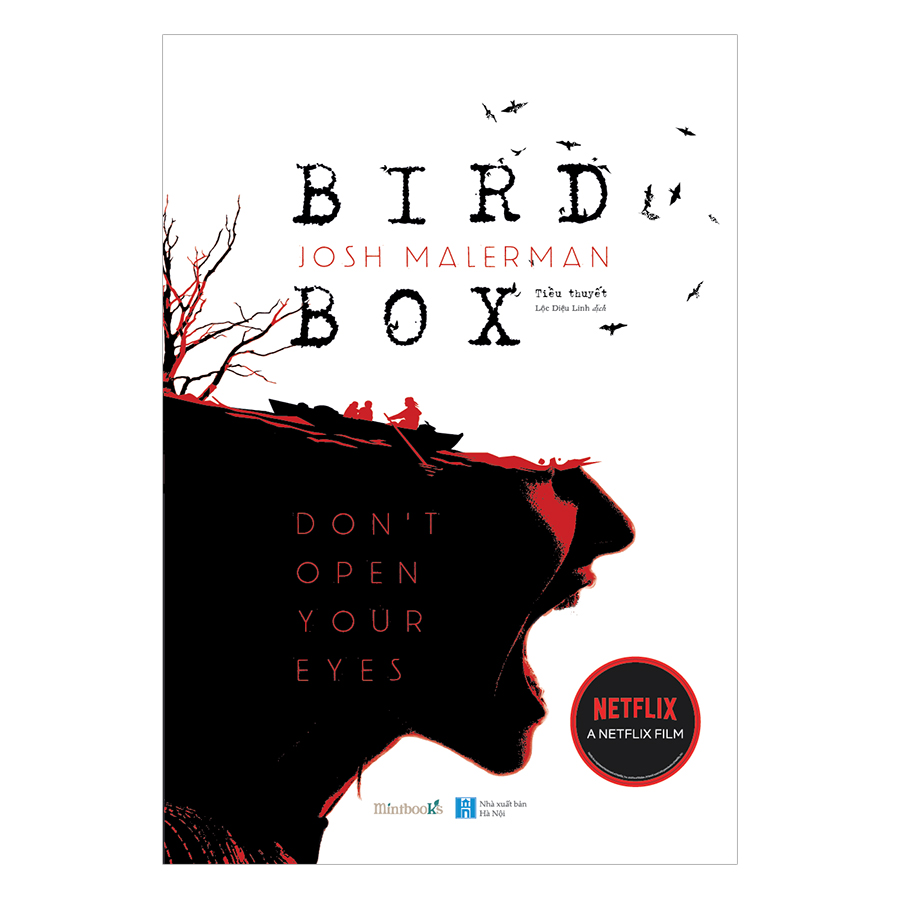 BIRD
JOSH MALERMAN
BOX
Tiểu thuyết
Lộc Diệu Linh dịch
DON'T
OPEN
YOUR
EYES
NETFLIX
A NETFLIX FILM
mintbooks
Nhà xuất bản
Hà Nội